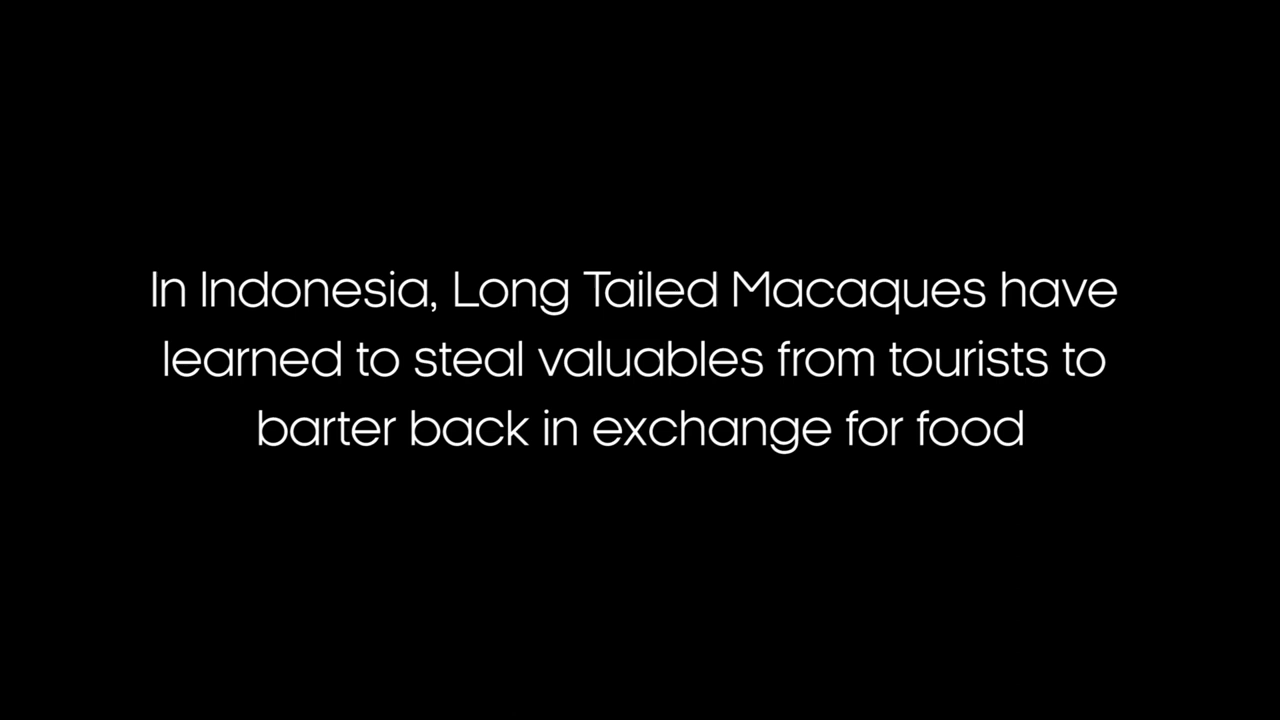 In Indonesia, Long Tailed Macaques have
learned to steal valuables from tourists to
barter back in exchange for food